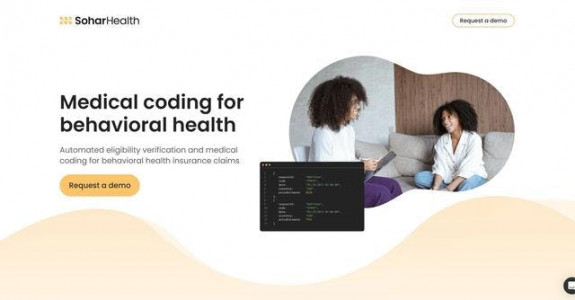 SoharHealth
Request a demo
Medical coding for
behavioral health
Automated eligibility verification and medical
coding for behavioral health insurance claims
Request a demo